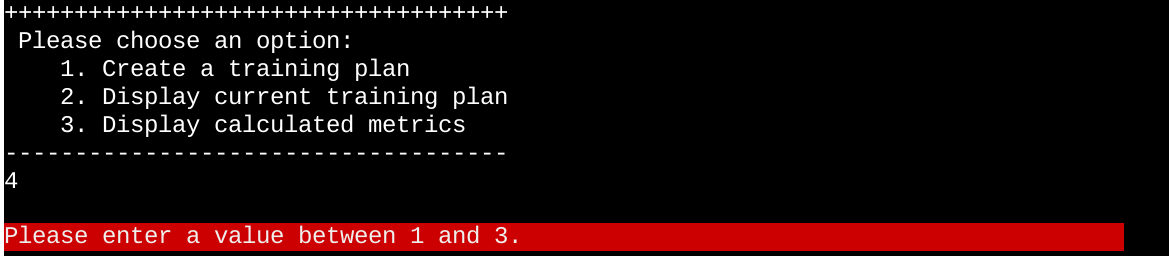 ++++++++++++++++++++++++++++++++++++
 Please choose an option:
    1. Create a training plan
    2. Display current training plan
    3. Display calculated metrics
------------------------------------
4

Please enter a value between 1 and 3.